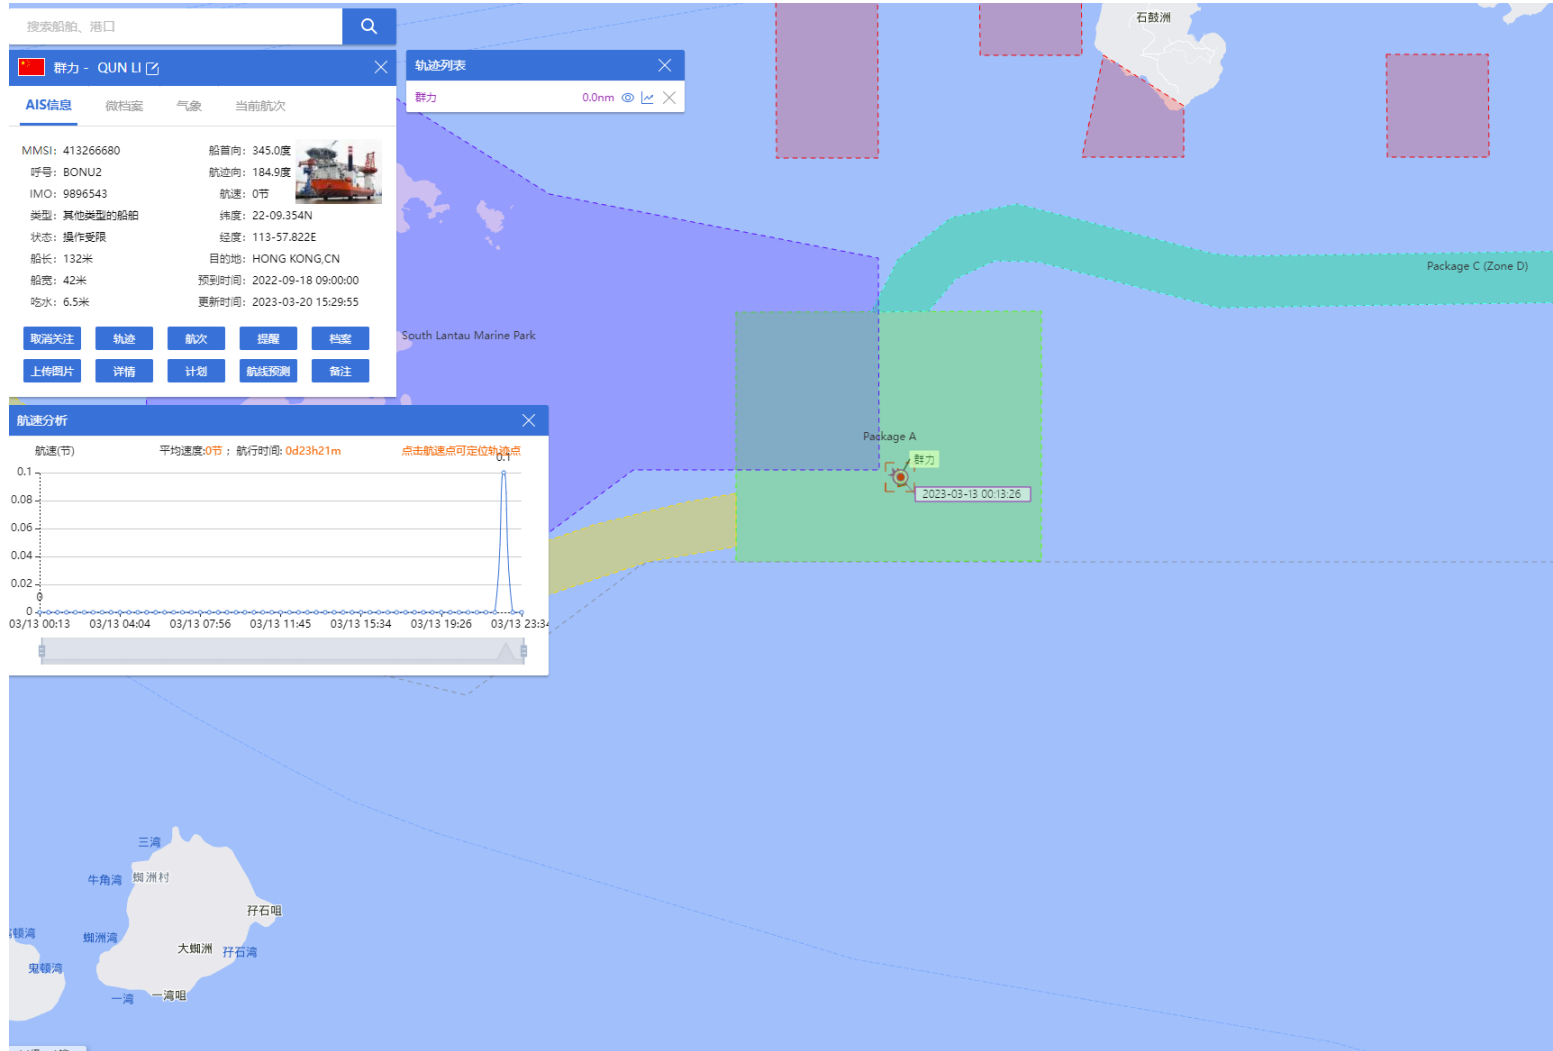 搜索船舶、港口
群力 - QUN LI
AIS信息 微档案 气象 当前航次
MMSI: 413266680 船首向: 345.0度
呼号: BONU2 航迹向: 184.9度
IMO: 9896543 航速: 0节
类型: 其他类型的船舶 纬度: 22-09.354N
状态: 操作受限 经度: 113-57.822E
船长: 132米 目的地: HONG KONG,CN
船宽: 42米 预到时间: 2022-09-18 09:00:00
吃水: 6.5米 更新时间: 2023-03-20 15:29:55
取消关注 轨迹 航次 提醒 档案
上传图片 详情 计划 航线预测 备注
轨迹列表
群力 0.0nm
航速分析
航速(节) 平均速度:0节 ; 航行时间: 0d23h21m 点击航速点可定位轨迹点
0.1
0.1
0.08
0.06
0.04
0.02
0
0
03/13 00:13 03/13 04:04 03/13 07:56 03/13 11:45 03/13 15:34 03/13 19:26 03/13 23:34
石鼓洲
Package C (Zone D)
South Lantau Marine Park
Package A
群力
2023-03-13 00:13:26
三湾
牛角湾 蜘洲村
孖石咀
蜘洲湾
大蜘洲 孖石湾
顿湾
鬼顿湾
一湾 一湾咀